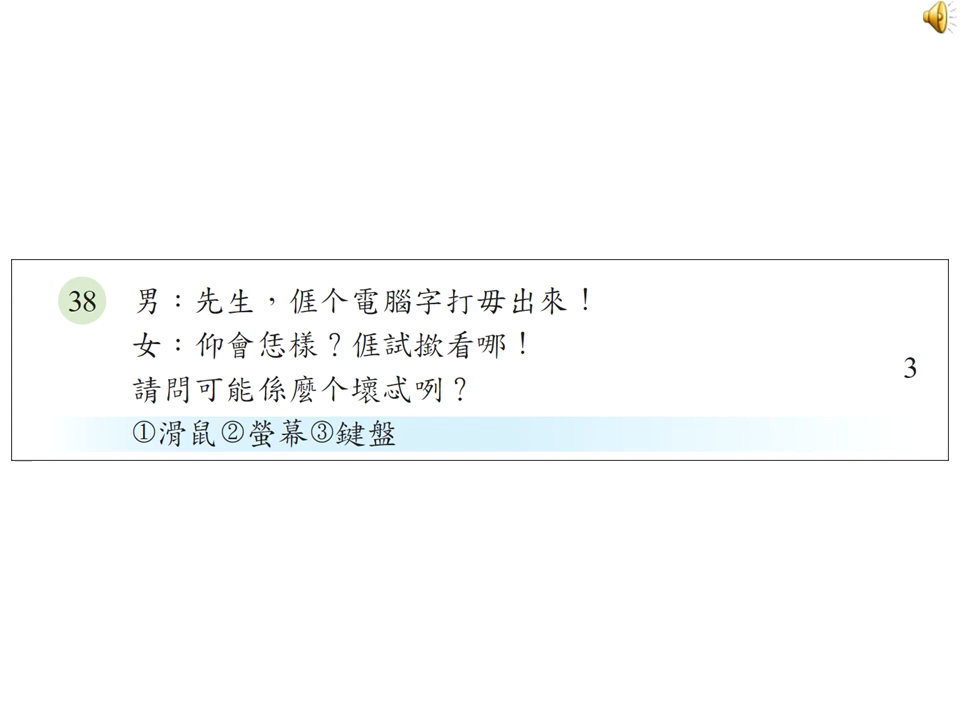 38 男：先生，𠊎个電腦字打毋出來！
女：仰會恁樣？𠊎試撳看哪！
請問可能係麼个壞忒咧？
①滑鼠②螢幕③鍵盤
3